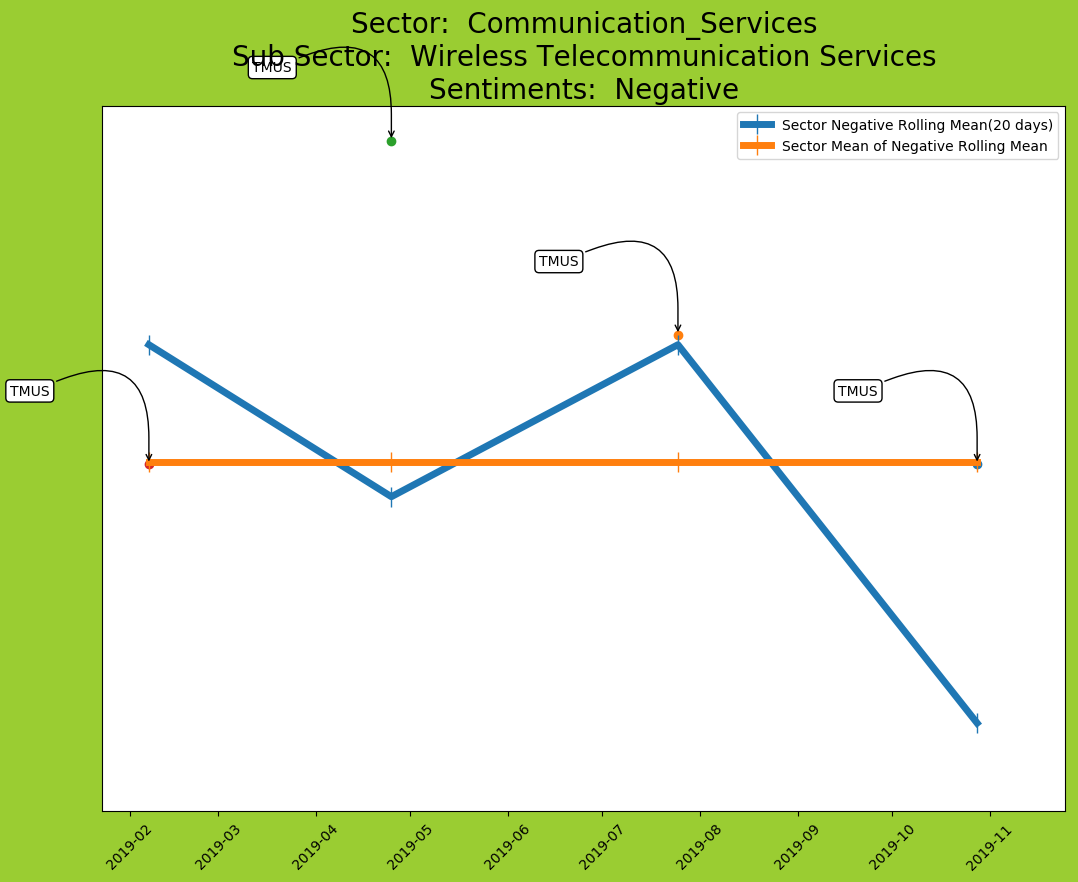 Sector:  Communication_Services
Sub Sector:  Wireless Telecommunication Services
Sentiments:  Negative
TMUS
Sector Negative Rolling Mean(20 days)
Sector Mean of Negative Rolling Mean
TMUS
TMUS
TMUS
2019-02
2019-03
2019-04
2019-05
2019-06
2019-07
2019-08
2019-09
2019-10
2019-11